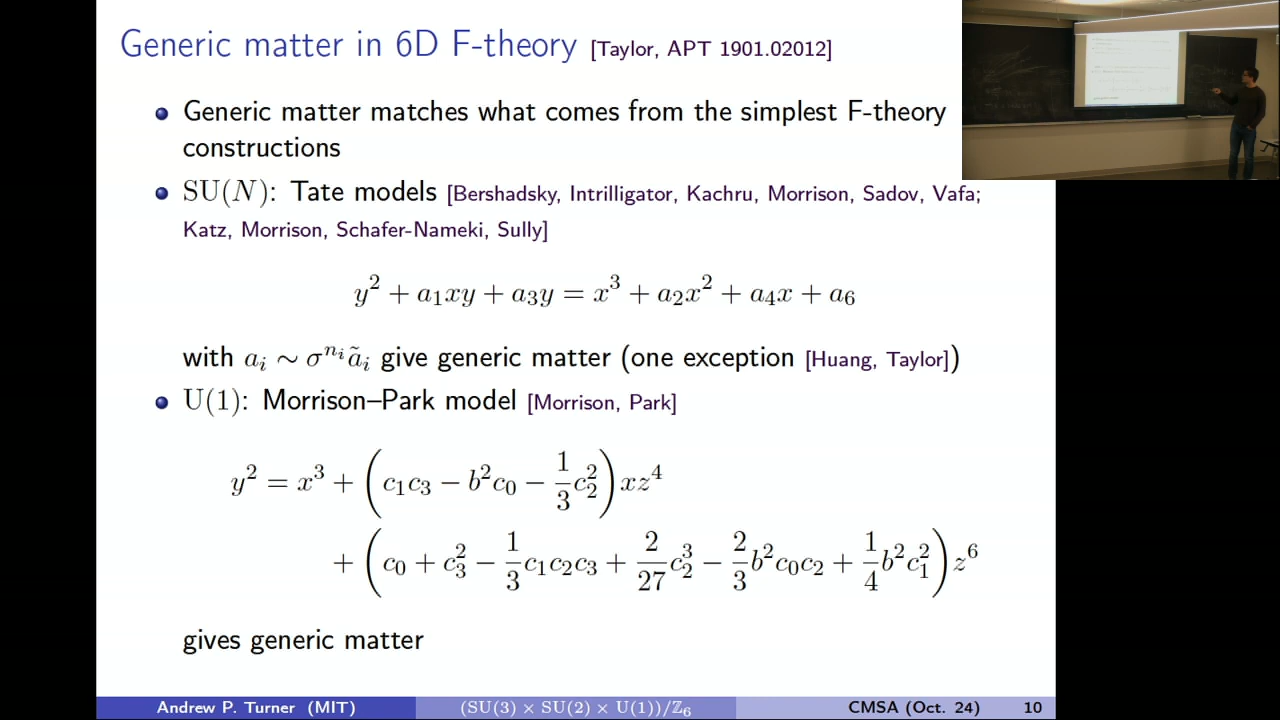 Generic matter in 6D F-theory [Taylor, APT 1901.02012]
Generic matter matches what comes from the simplest F-theory
constructions
SU(N): Tate models [Bershadsky, Intrilligator, Kachru, Morrison, Sadov, Vafa;
Katz, Morrison, Schafer-Nameki, Sully]
y² + a₁xy + a₃y = x³ + a₂x² + a₄x + a₆
with aᵢ ∼ σⁿⁱãᵢ give generic matter (one exception [Huang, Taylor])
U(1): Morrison–Park model [Morrison, Park]
y² = x³ + (c₁c₃ − b²c₀ − 1/3 c₂²) xz⁴
+ (c₀ + c₃² − 1/3 c₁c₂c₃ + 2/27 c₂³ − 2/3 b²c₀c₂ + 1/4 b²c₁²) z⁶
gives generic matter
Andrew P. Turner (MIT) (SU(3) × SU(2) × U(1))/ℤ₆ CMSA (Oct. 24) 10